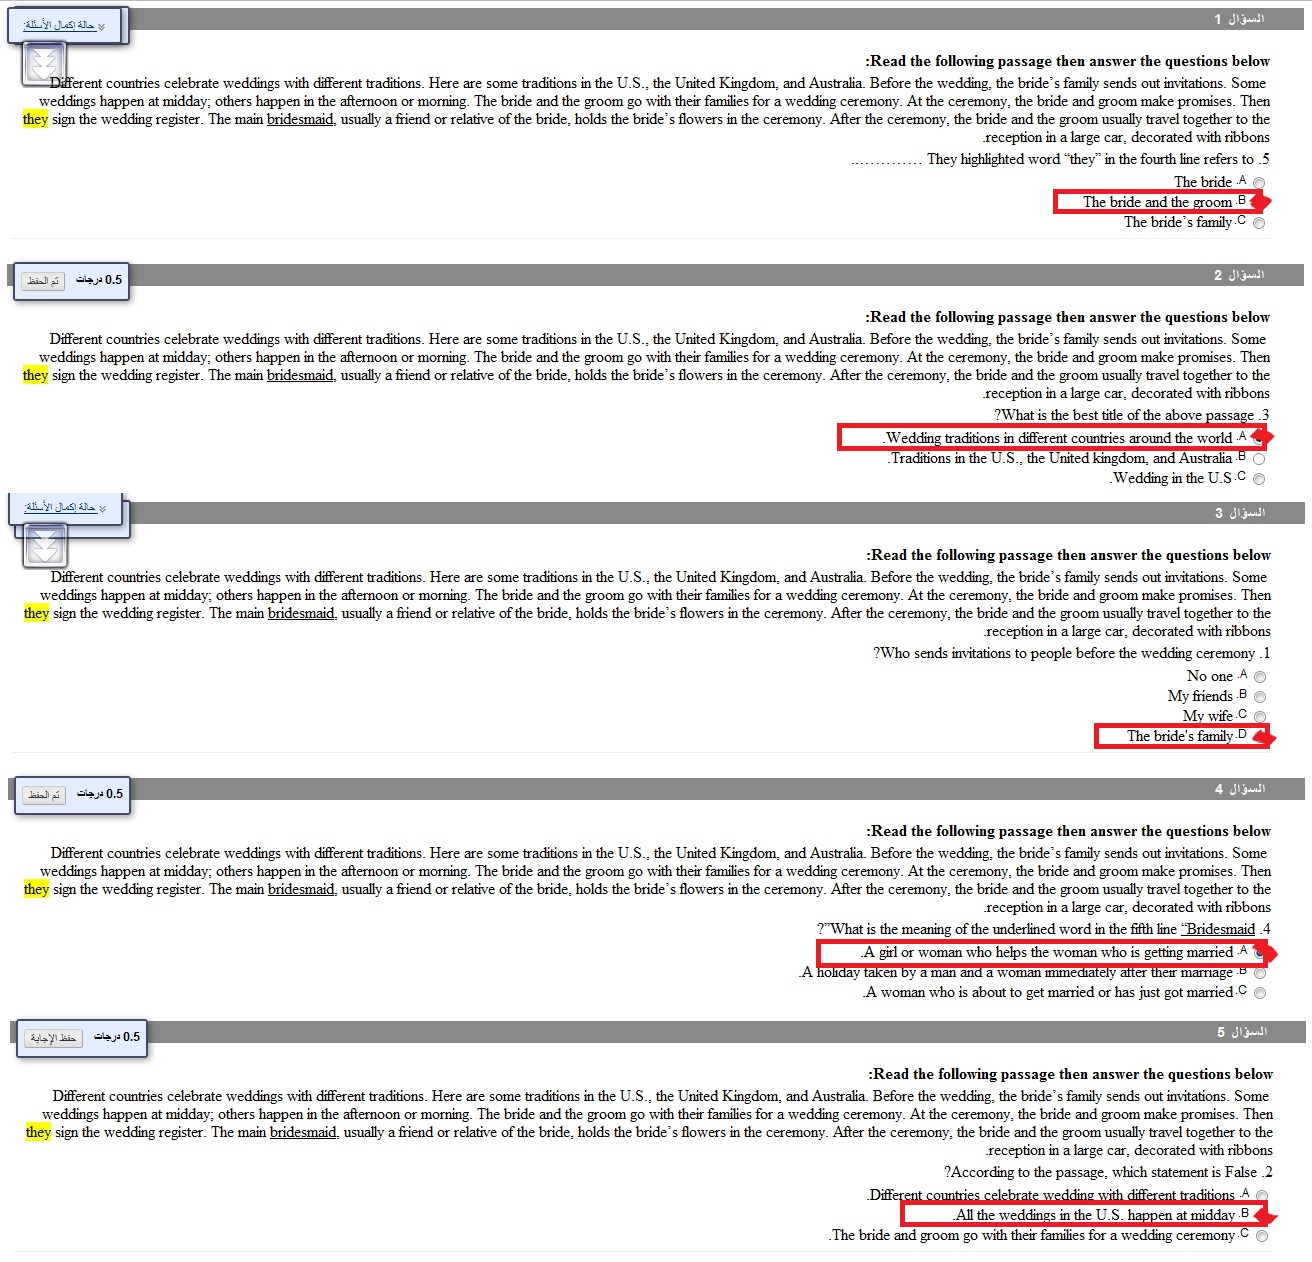 السؤال 1
حالة إكمال الأسئلة:
Read the following passage then answer the questions below:
Different countries celebrate weddings with different traditions. Here are some traditions in the U.S., the United Kingdom, and Australia. Before the wedding, the bride’s family sends out invitations. Some
weddings happen at midday; others happen in the afternoon or morning. The bride and the groom go with their families for a wedding ceremony. At the ceremony, the bride and groom make promises. Then
they sign the wedding register. The main bridesmaid, usually a friend or relative of the bride, holds the bride’s flowers in the ceremony. After the ceremony, the bride and the groom usually travel together to the
reception in a large car, decorated with ribbons.
5. They highlighted word “they” in the fourth line refers to …………..
A. The bride
B. The bride and the groom
C. The bride’s family
السؤال 2
0.5 درجات
تم الحفظ
Read the following passage then answer the questions below:
Different countries celebrate weddings with different traditions. Here are some traditions in the U.S., the United Kingdom, and Australia. Before the wedding, the bride’s family sends out invitations. Some
weddings happen at midday; others happen in the afternoon or morning. The bride and the groom go with their families for a wedding ceremony. At the ceremony, the bride and groom make promises. Then
they sign the wedding register. The main bridesmaid, usually a friend or relative of the bride, holds the bride’s flowers in the ceremony. After the ceremony, the bride and the groom usually travel together to the
reception in a large car, decorated with ribbons.
3. What is the best title of the above passage?
A. Wedding traditions in different countries around the world.
B. Traditions in the U.S., the United kingdom, and Australia.
C. Wedding in the U.S.
السؤال 3
حالة إكمال الأسئلة:
Read the following passage then answer the questions below:
Different countries celebrate weddings with different traditions. Here are some traditions in the U.S., the United Kingdom, and Australia. Before the wedding, the bride’s family sends out invitations. Some
weddings happen at midday; others happen in the afternoon or morning. The bride and the groom go with their families for a wedding ceremony. At the ceremony, the bride and groom make promises. Then
they sign the wedding register. The main bridesmaid, usually a friend or relative of the bride, holds the bride’s flowers in the ceremony. After the ceremony, the bride and the groom usually travel together to the
reception in a large car, decorated with ribbons.
1. Who sends invitations to people before the wedding ceremony?
A. No one
B. My friends
C. My wife
D. The bride's family
السؤال 4
0.5 درجات
تم الحفظ
Read the following passage then answer the questions below:
Different countries celebrate weddings with different traditions. Here are some traditions in the U.S., the United Kingdom, and Australia. Before the wedding, the bride’s family sends out invitations. Some
weddings happen at midday; others happen in the afternoon or morning. The bride and the groom go with their families for a wedding ceremony. At the ceremony, the bride and groom make promises. Then
they sign the wedding register. The main bridesmaid, usually a friend or relative of the bride, holds the bride’s flowers in the ceremony. After the ceremony, the bride and the groom usually travel together to the
reception in a large car, decorated with ribbons.
4. What is the meaning of the underlined word in the fifth line “Bridesmaid”?
A. A girl or woman who helps the woman who is getting married.
B. A holiday taken by a man and a woman immediately after their marriage.
C. A woman who is about to get married or has just got married.
السؤال 5
0.5 درجات
حفظ الإجابة
Read the following passage then answer the questions below:
Different countries celebrate weddings with different traditions. Here are some traditions in the U.S., the United Kingdom, and Australia. Before the wedding, the bride’s family sends out invitations. Some
weddings happen at midday; others happen in the afternoon or morning. The bride and the groom go with their families for a wedding ceremony. At the ceremony, the bride and groom make promises. Then
they sign the wedding register. The main bridesmaid, usually a friend or relative of the bride, holds the bride’s flowers in the ceremony. After the ceremony, the bride and the groom usually travel together to the
reception in a large car, decorated with ribbons.
2. According to the passage, which statement is False?
A. Different countries celebrate wedding with different traditions.
B. All the weddings in the U.S. happen at midday.
C. The bride and groom go with their families for a wedding ceremony.